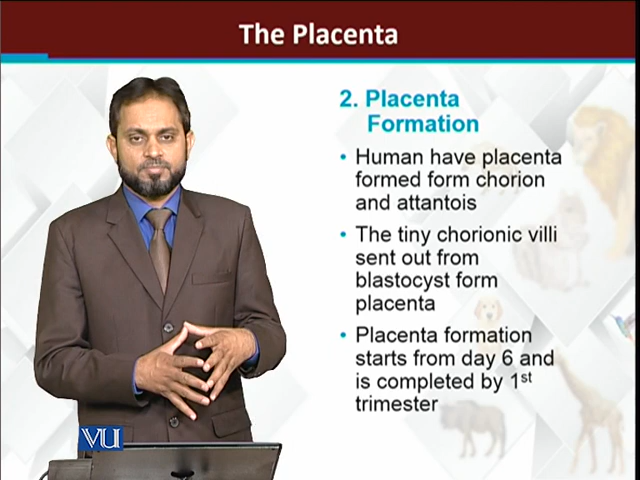 The Placenta
2. Placenta
Formation
• Human have placenta
formed form chorion
and attantois
• The tiny chorionic villi
sent out from
blastocyst form
placenta
• Placenta formation
starts from day 6 and
is completed by 1st
trimester
VU